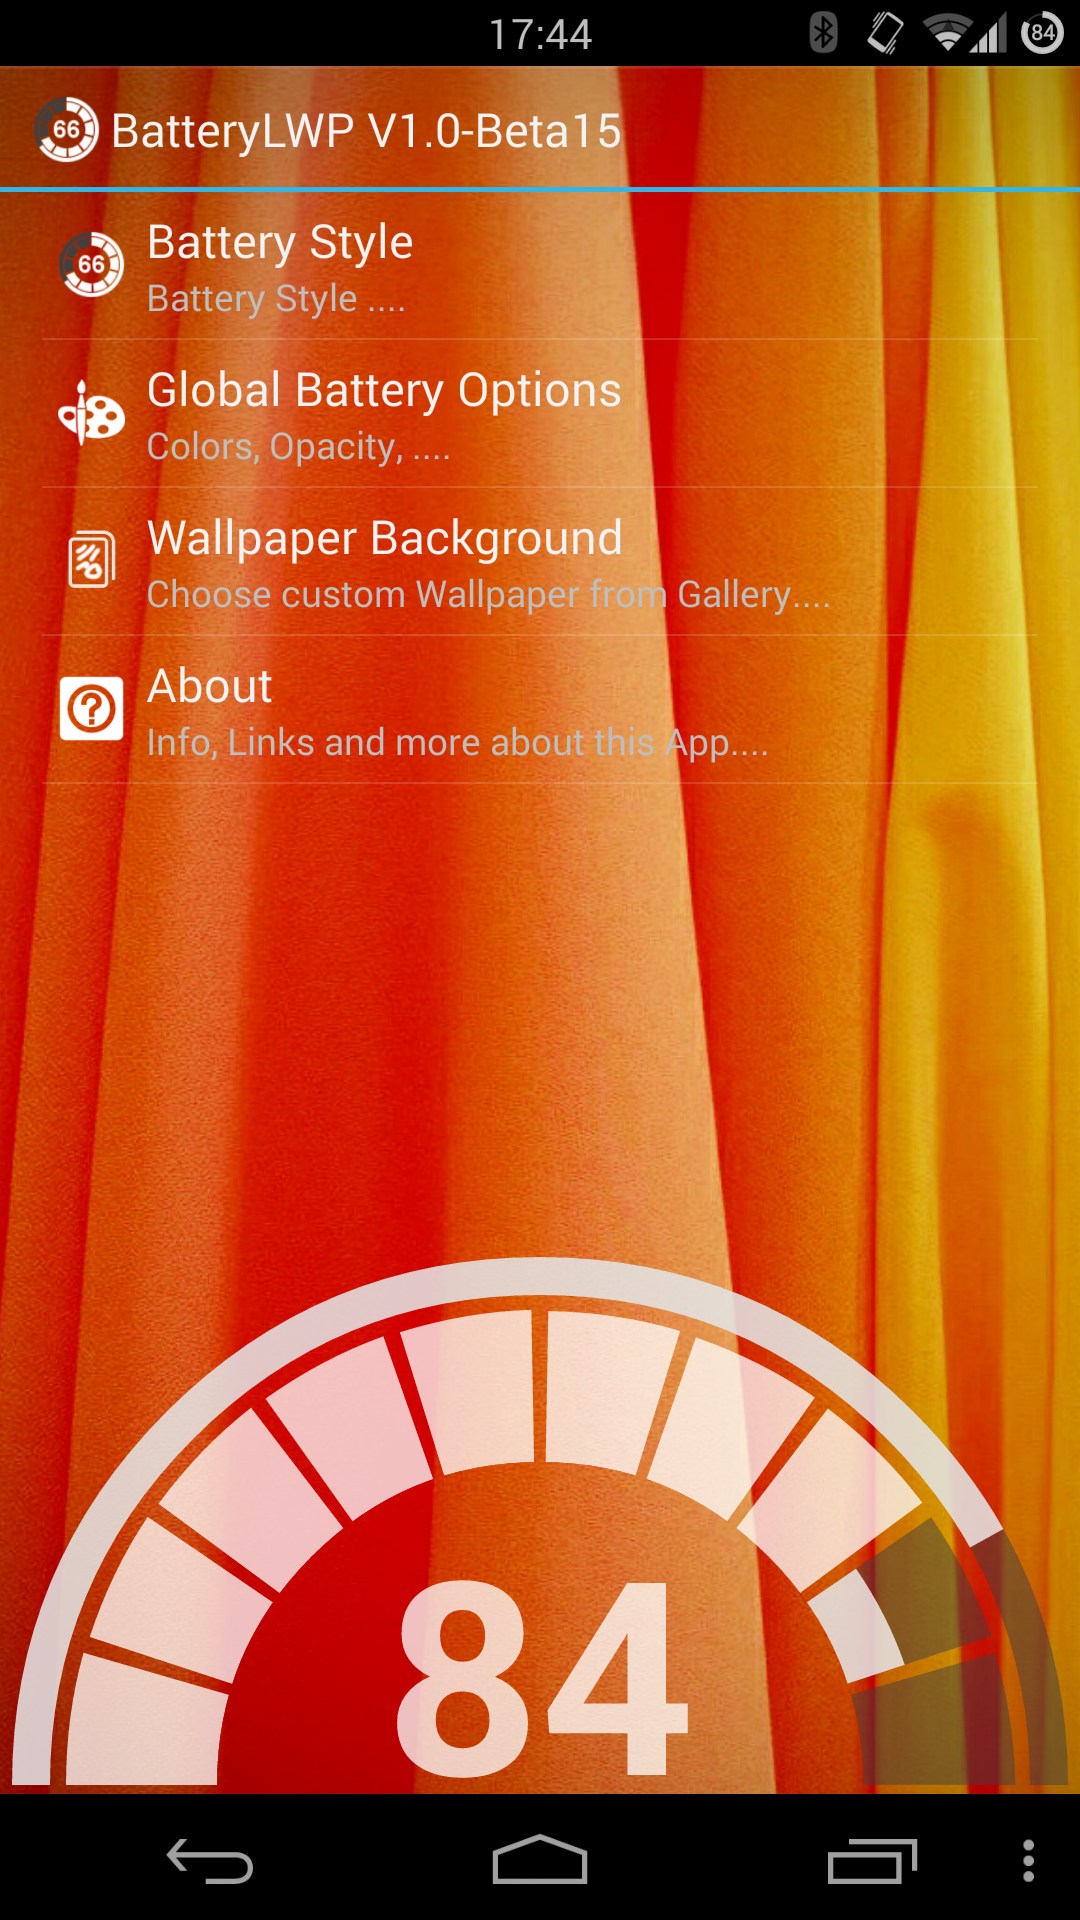 17:44
84
66
BatteryLWP V1.0-Beta15
66
Battery Style
Battery Style ....
Global Battery Options
Colors, Opacity, ....
Wallpaper Background
Choose custom Wallpaper from Gallery....
?
About
Info, Links and more about this App....
84